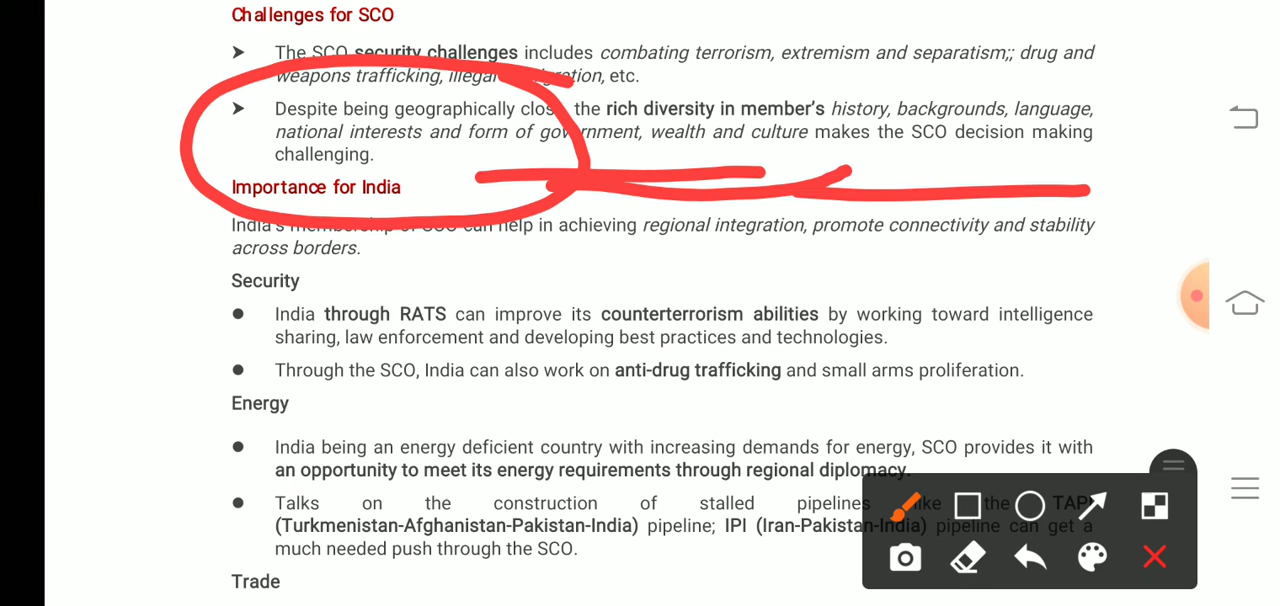 Challenges for SCO
➤ The SCO security challenges includes combating terrorism, extremism and separatism;; drug and
weapons trafficking, illegal etc.
➤ Despite being geographically close the rich diversity in member's history, backgrounds, language,
national interests and form of government, wealth and culture makes the SCO decision making
challenging.
Importance for India
India's membership of SCO can help in achieving regional integration, promote connectivity and stability
across borders.
Security
● India through RATS can improve its counterterrorism abilities by working toward intelligence
sharing, law enforcement and developing best practices and technologies.
● Through the SCO, India can also work on anti-drug trafficking and small arms proliferation.
Energy
● India being an energy deficient country with increasing demands for energy, SCO provides it with
an opportunity to meet its energy requirements through regional diplomacy.
● Talks on the construction of stalled pipelines like the TAPI
(Turkmenistan-Afghanistan-Pakistan-India) pipeline; IPI (Iran-Pakistan-India) pipeline can get a
much needed push through the SCO.
Trade